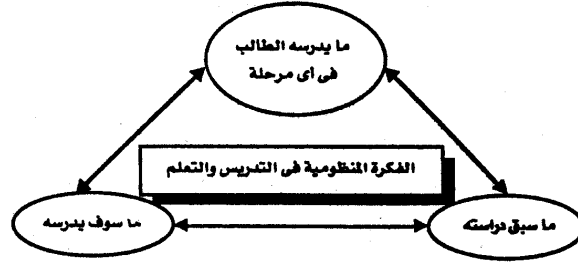 ما يدرسه الطالب
فى أى مرحلة
الفكرة المنظومية فى التدريس والتعلم
ما سبق دراسته
ما سوف يدرسه